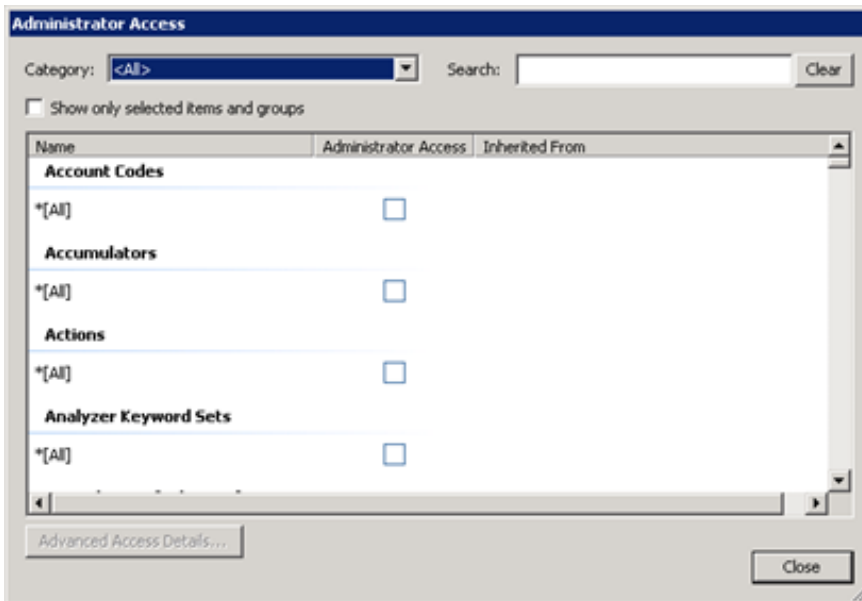 Administrator Access
Category: <All> Search: Clear
Show only selected items and groups
Name Administrator Access Inherited From
Account Codes
*[All]
Accumulators
*[All]
Actions
*[All]
Analyzer Keyword Sets
*[All]
Advanced Access Details...
Close